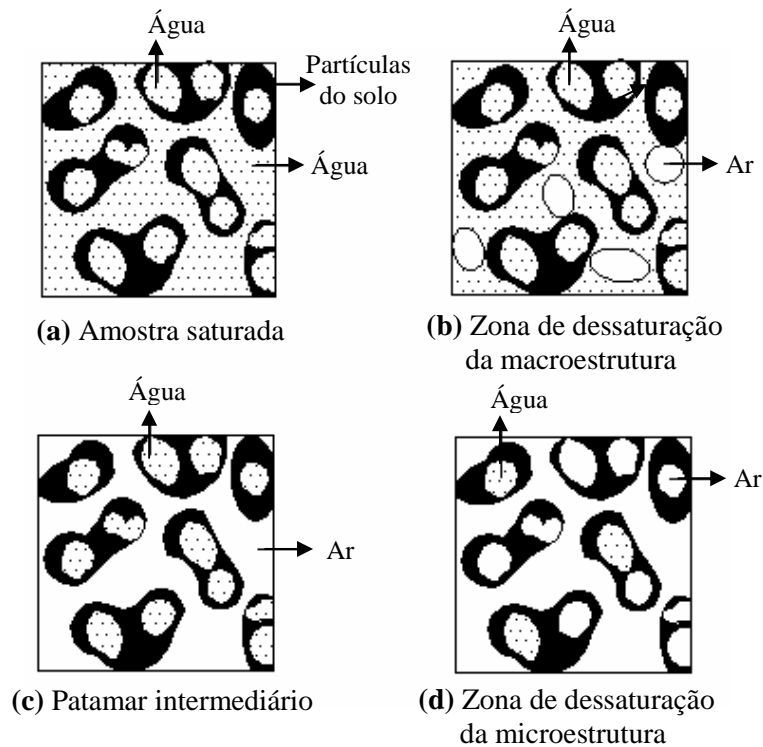 Água
Partículas
do solo
Água
(a) Amostra saturada
Água
Ar
(b) Zona de dessaturação
da macroestrutura
Água
Ar
(c) Patamar intermediário
Água
Ar
(d) Zona de dessaturação
da microestrutura